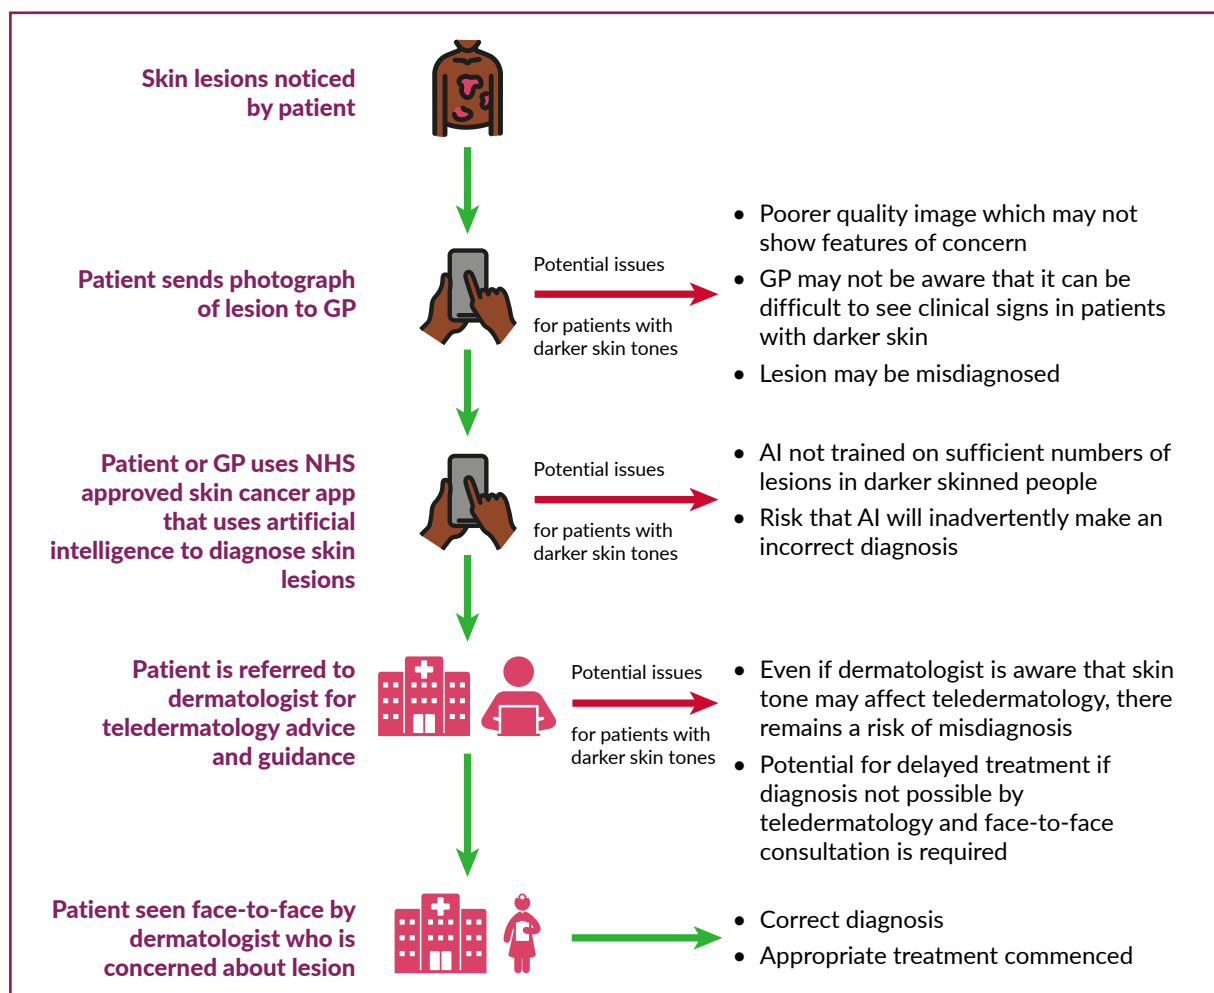 Skin lesions noticed
by patient
Patient sends photograph
of lesion to GP
Potential issues
for patients with
darker skin tones
• Poorer quality image which may not
show features of concern
• GP may not be aware that it can be
difficult to see clinical signs in patients
with darker skin
• Lesion may be misdiagnosed
Patient or GP uses NHS
approved skin cancer app
that uses artificial
intelligence to diagnose skin
lesions
Potential issues
for patients with
darker skin tones
• AI not trained on sufficient numbers of
lesions in darker skinned people
• Risk that AI will inadvertently make an
incorrect diagnosis
Patient is referred to
dermatologist for
teledermatology advice
and guidance
Potential issues
for patients with
darker skin tones
• Even if dermatologist is aware that skin
tone may affect teledermatology, there
remains a risk of misdiagnosis
• Potential for delayed treatment if
diagnosis not possible by
teledermatology and face-to-face
consultation is required
Patient seen face-to-face by
dermatologist who is
concerned about lesion
• Correct diagnosis
• Appropriate treatment commenced